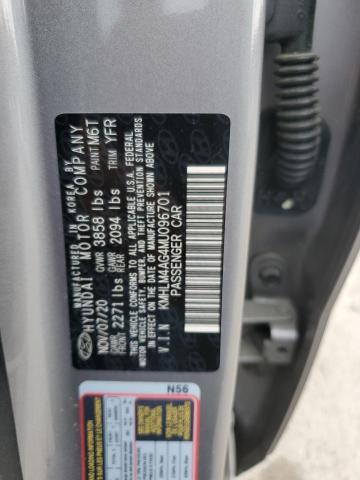 MANUFACTURED BY
HYUNDAI MOTOR COMPANY
NOV/07/20 GVWR 3858 lbs PAINT M6T
GAWR FRONT 2271 lbs GAWR REAR 2094 lbs TRIM YFR
THIS VEHICLE CONFORMS TO ALL APPLICABLE U.S.A. FEDERAL
MOTOR VEHICLE SAFETY, BUMPER, AND THEFT PREVENTION STANDARDS
IN EFFECT ON THE DATE OF MANUFACTURE SHOWN ABOVE.
V.I.N KMHLM4AG4MU096701
PASSENGER CAR
N56